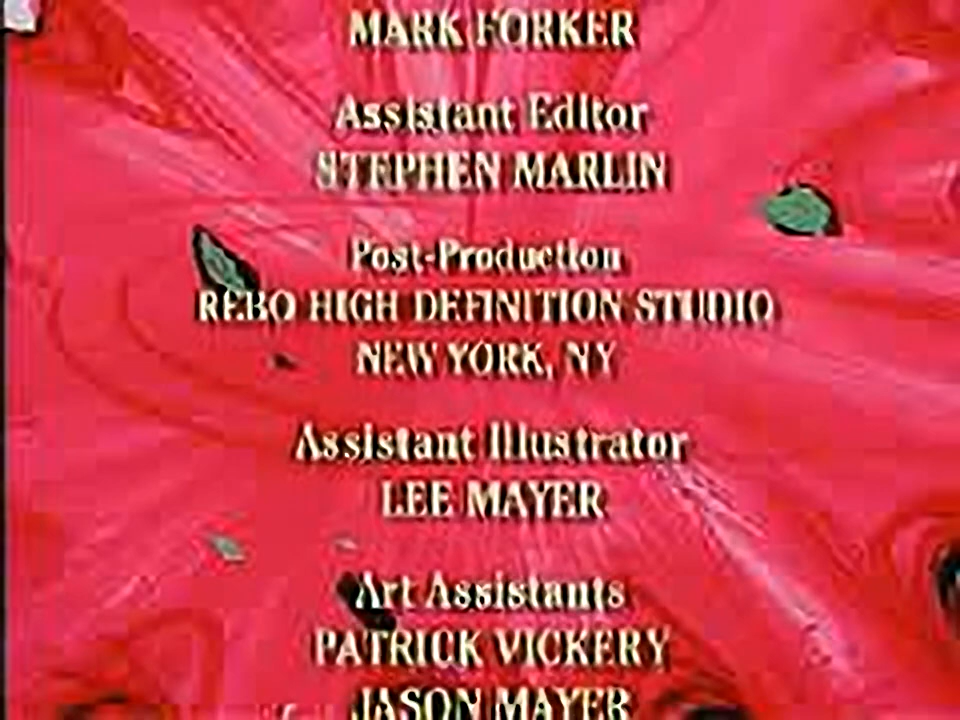 MARK FORKER
Assistant Editor
STEPHEN MARLIN
Post-Production
REBO HIGH DEFINITION STUDIO
NEW YORK, NY
Assistant Illustrator
LEE MAYER
Art Assistants
PATRICK VICKERY
JASON MAYER